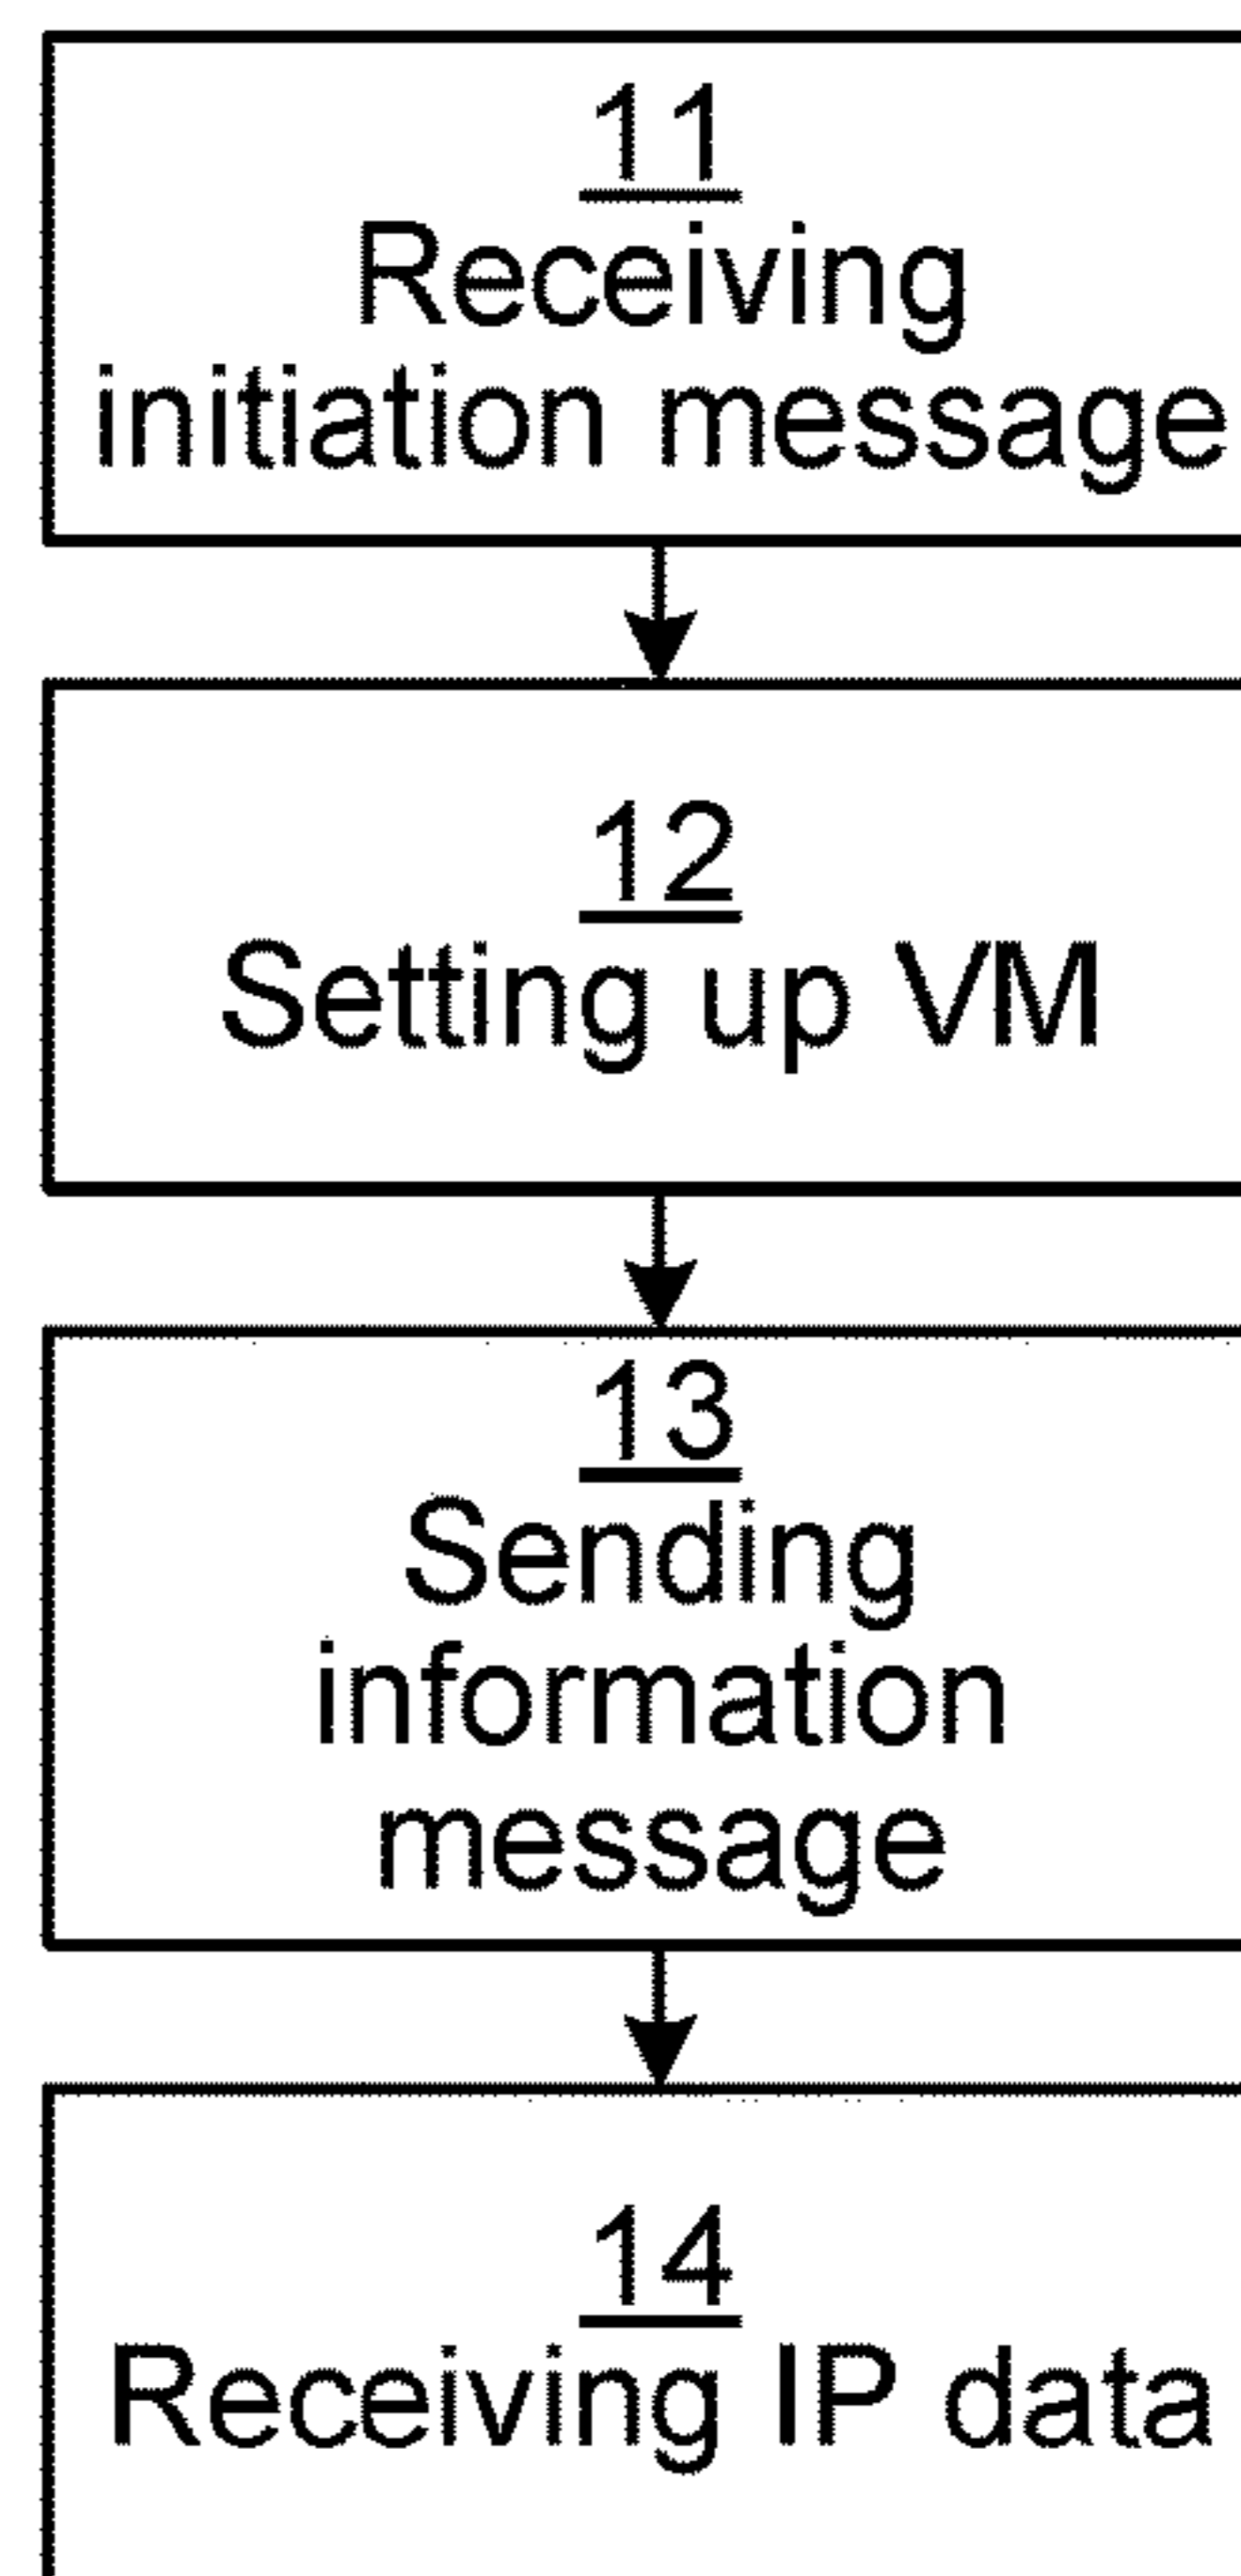 11
Receiving
initiation message
12
Setting up VM
13
Sending
information
message
14
Receiving IP data